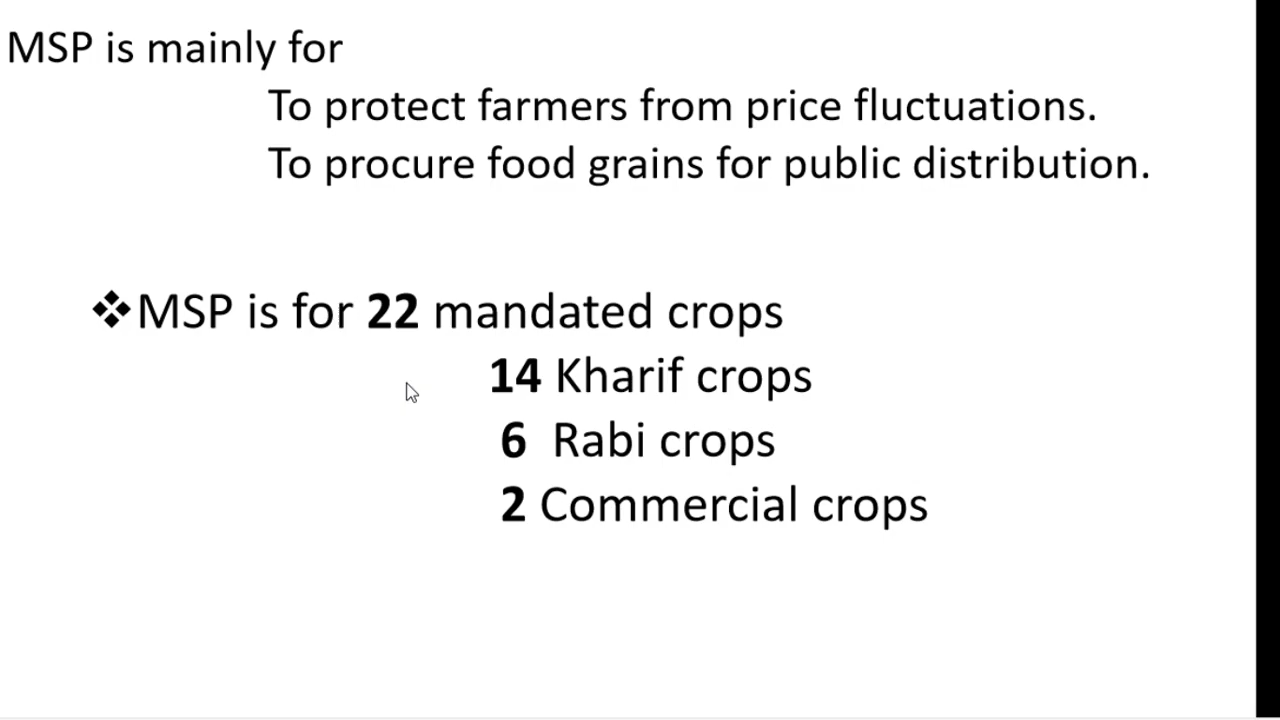 MSP is mainly for
To protect farmers from price fluctuations.
To procure food grains for public distribution.
❖MSP is for 22 mandated crops
14 Kharif crops
6 Rabi crops
2 Commercial crops